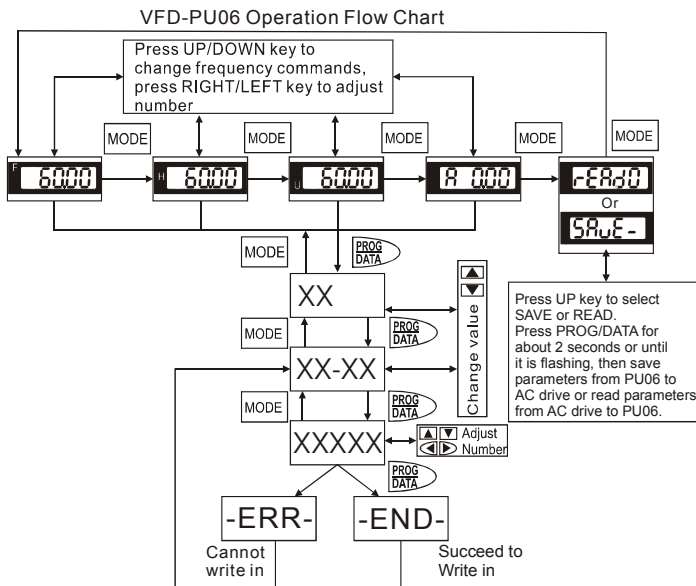 VFD-PU06 Operation Flow Chart
Press UP/DOWN key to
change frequency commands,
press RIGHT/LEFT key to adjust
number
MODE
MODE
MODE
MODE
MODE
F 60.00
H 60.00
U 60.00
A 0.00
rEAd0
Or
SAvE-
MODE
PROG
DATA
XX
MODE
PROG
DATA
XX-XX
Change value
MODE
PROG
DATA
XXXXX
Adjust
Number
PROG
DATA
Press UP key to select
SAVE or READ.
Press PROG/DATA for
about 2 seconds or until
it is flashing, then save
parameters from PU06 to
AC drive or read parameters
from AC drive to PU06.
-ERR-
-END-
Cannot
write in
Succeed to
Write in